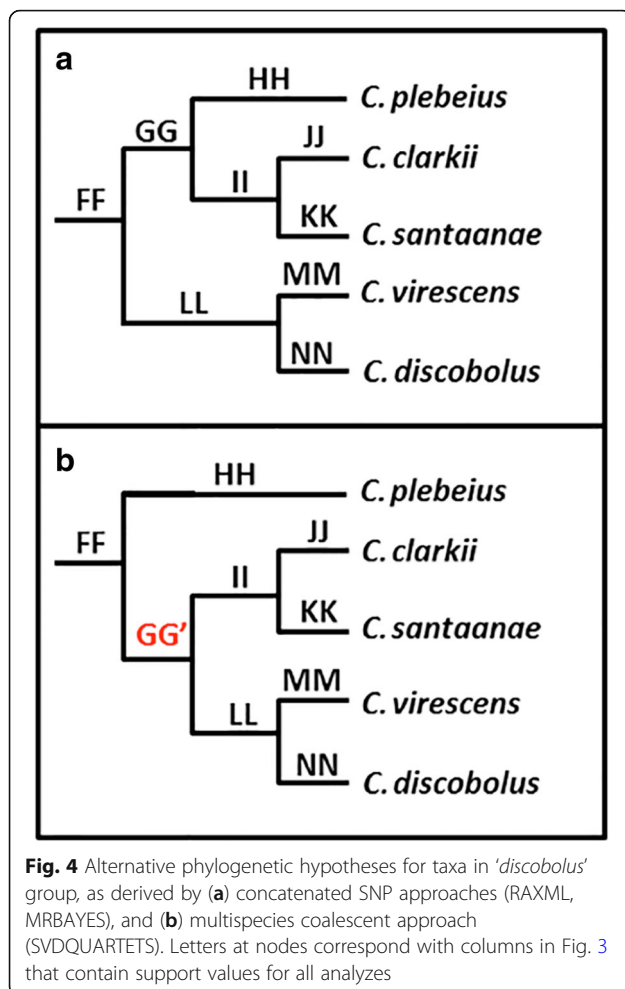 a
HH
C. plebeius
GG
JJ
C. clarkii
FF
II
KK
C. santaanae
MM
C. virescens
LL
NN
C. discobolus
b
HH
C. plebeius
FF
JJ
C. clarkii
II
KK
C. santaanae
GG’
MM
C. virescens
LL
NN
C. discobolus
Fig. 4 Alternative phylogenetic hypotheses for taxa in ‘discobolus’
group, as derived by (a) concatenated SNP approaches (RAXML,
MRBAYES), and (b) multispecies coalescent approach
(SVDQUARTETS). Letters at nodes correspond with columns in Fig. 3
that contain support values for all analyzes